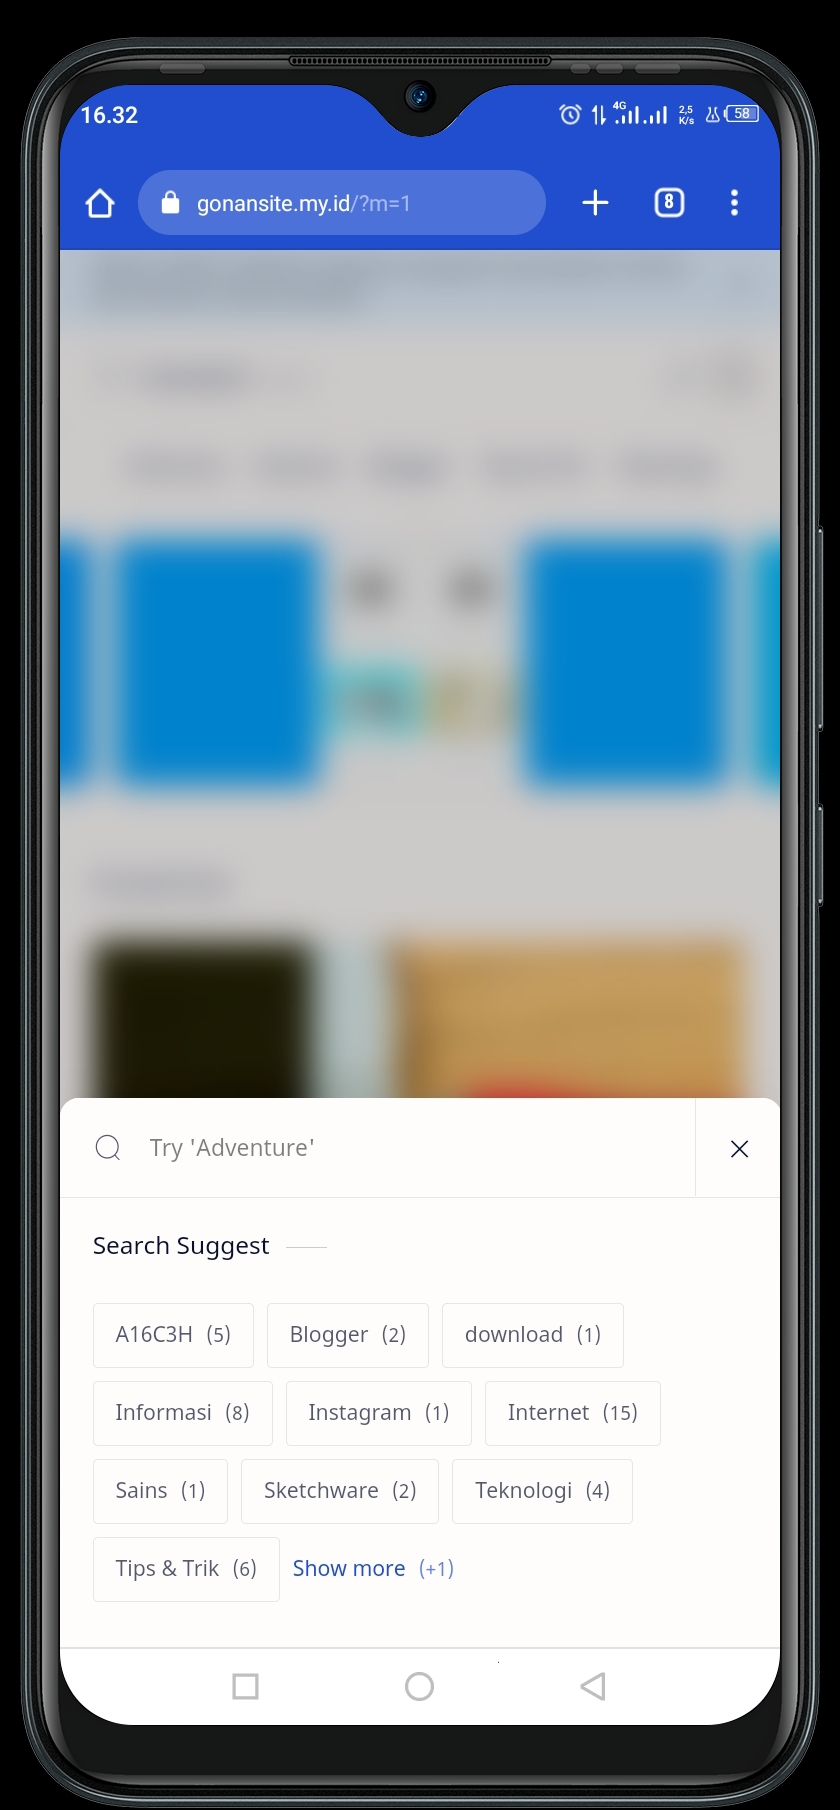 16.32
4G
2,5
K/s
58
gonansite.my.id/?m=1
8
Try 'Adventure'
Search Suggest
A16C3H (5) Blogger (2) download (1)
Informasi (8) Instagram (1) Internet (15)
Sains (1) Sketchware (2) Teknologi (4)
Tips & Trik (6) Show more (+1)